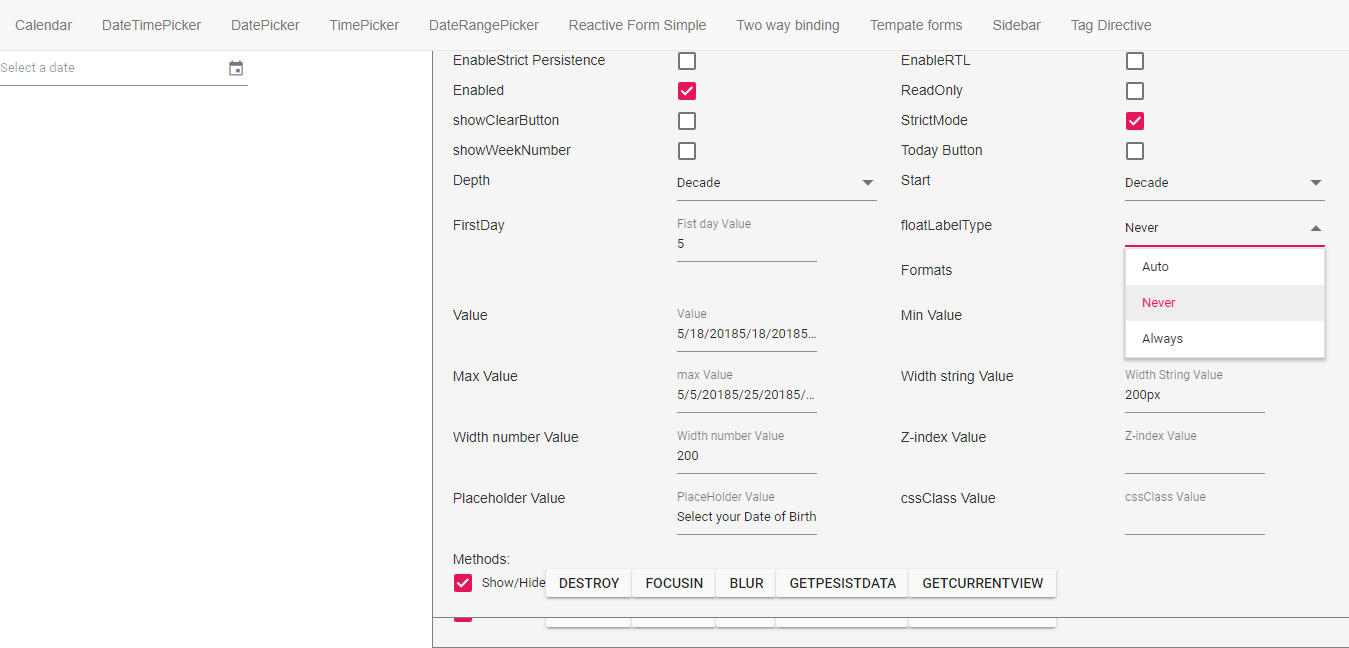 Calendar DateTimePicker DatePicker TimePicker DateRangePicker Reactive Form Simple Two way binding Tempate forms Sidebar Tag Directive
Select a date
EnableStrict Persistence EnableRTL
Enabled ReadOnly
showClearButton StrictMode
showWeekNumber Today Button
Depth Decade Start Decade
FirstDay Fist day Value floatLabelType Never
5
Auto
Formats
Never
Value Value Min Value
5/18/20185/18/20185...
Always
Max Value max Value Width string Value Width String Value
5/5/20185/25/20185/... 200px
Width number Value Width number Value Z-index Value Z-index Value
200
Placeholder Value PlaceHolder Value cssClass Value cssClass Value
Select your Date of Birth
Methods:
Show/Hide DESTROY FOCUSIN BLUR GETPESISTDATA GETCURRENTVIEW